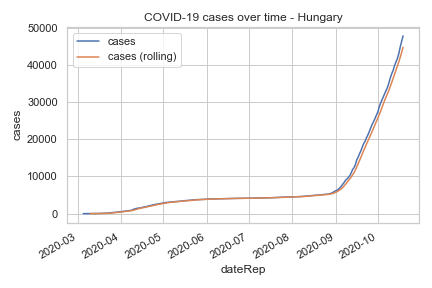 COVID-19 cases over time - Hungary
cases
cases (rolling)
50000
40000
30000
20000
10000
0
cases
2020-03
2020-04
2020-05
2020-06
2020-07
2020-08
2020-09
2020-10
dateRep